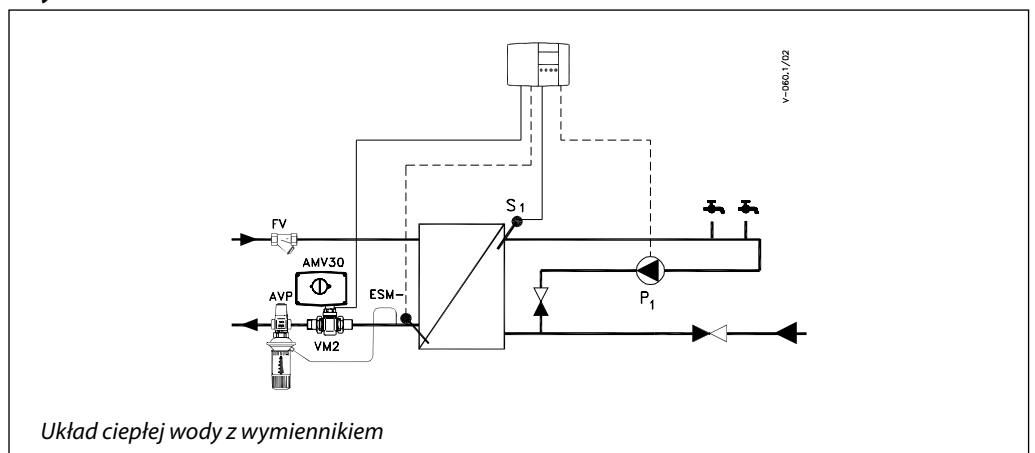 V-060.1/02
S1
FV
AMV30
AVP
ESM-
P1
VM2
Układ ciepłej wody z wymiennikiem